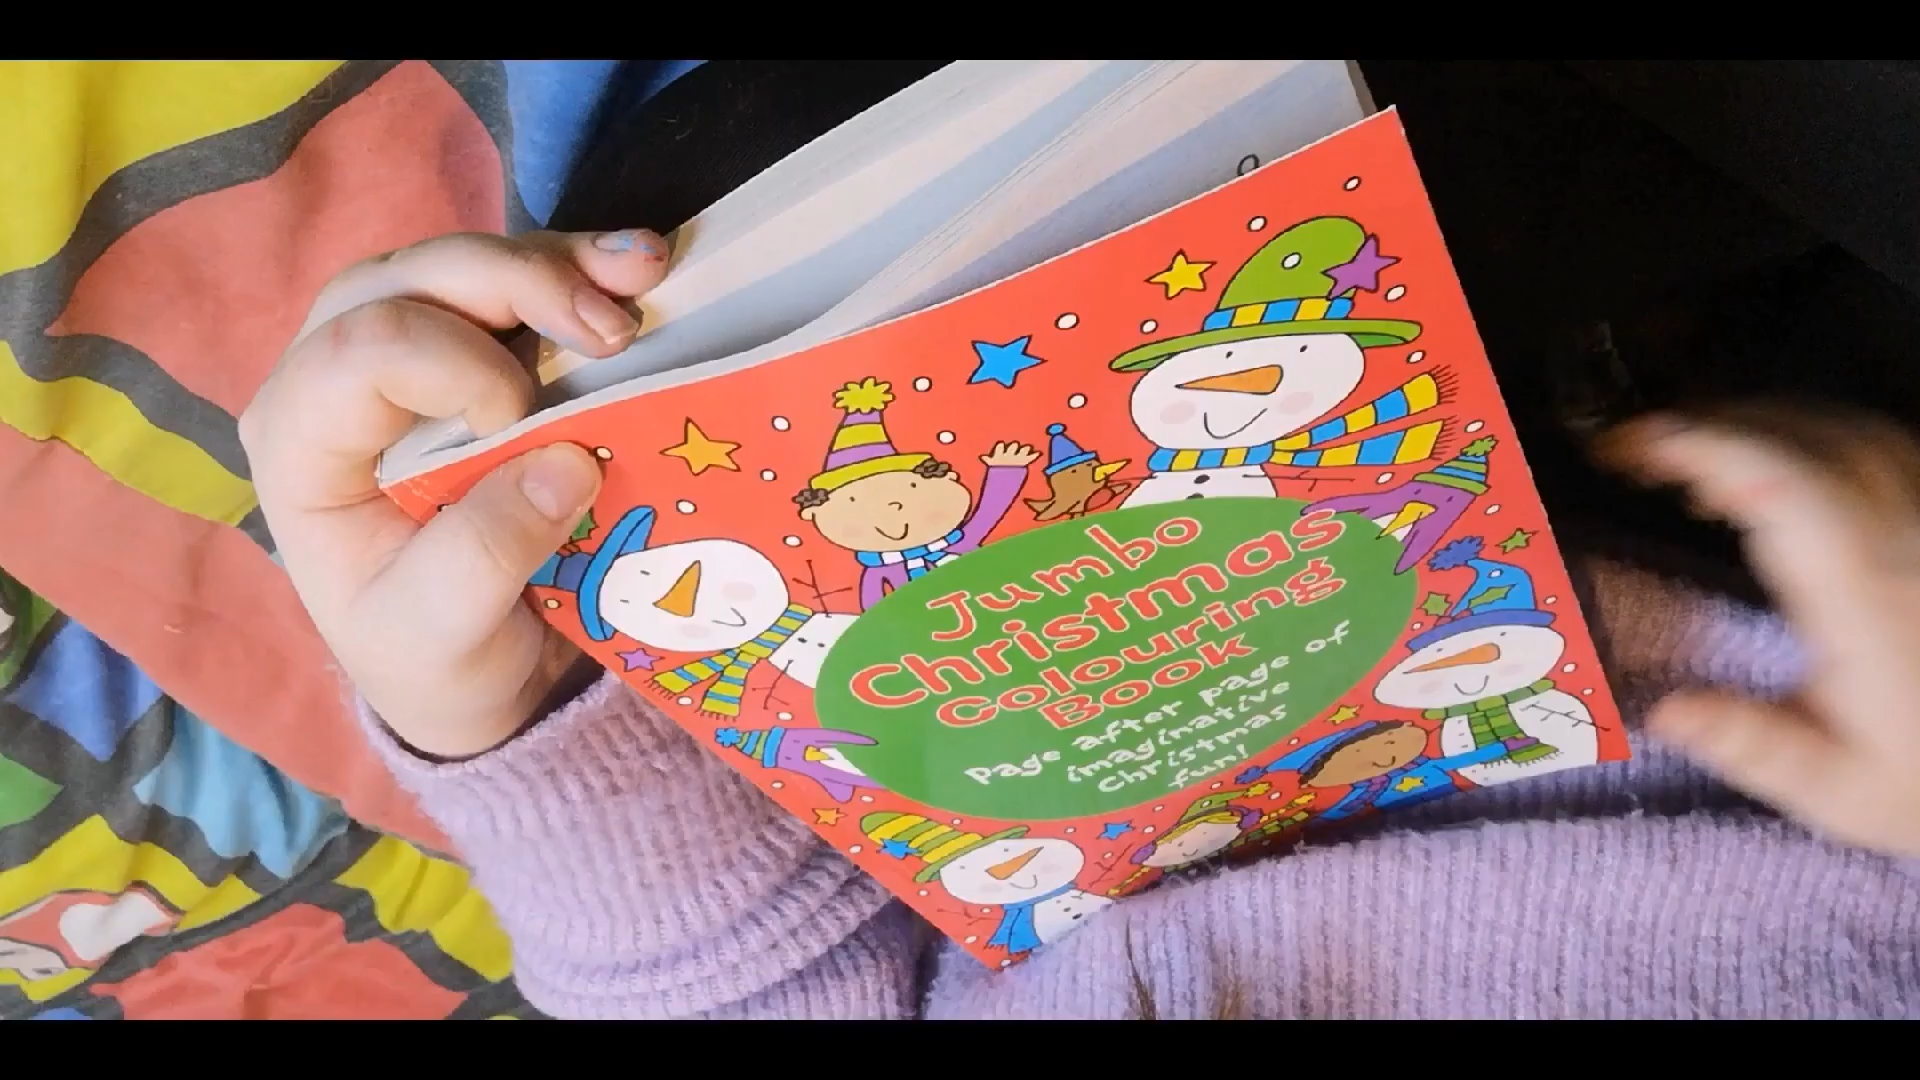 Jumbo
Christmas
Colouring
Book
Page after page of
imaginative
Christmas
fun!